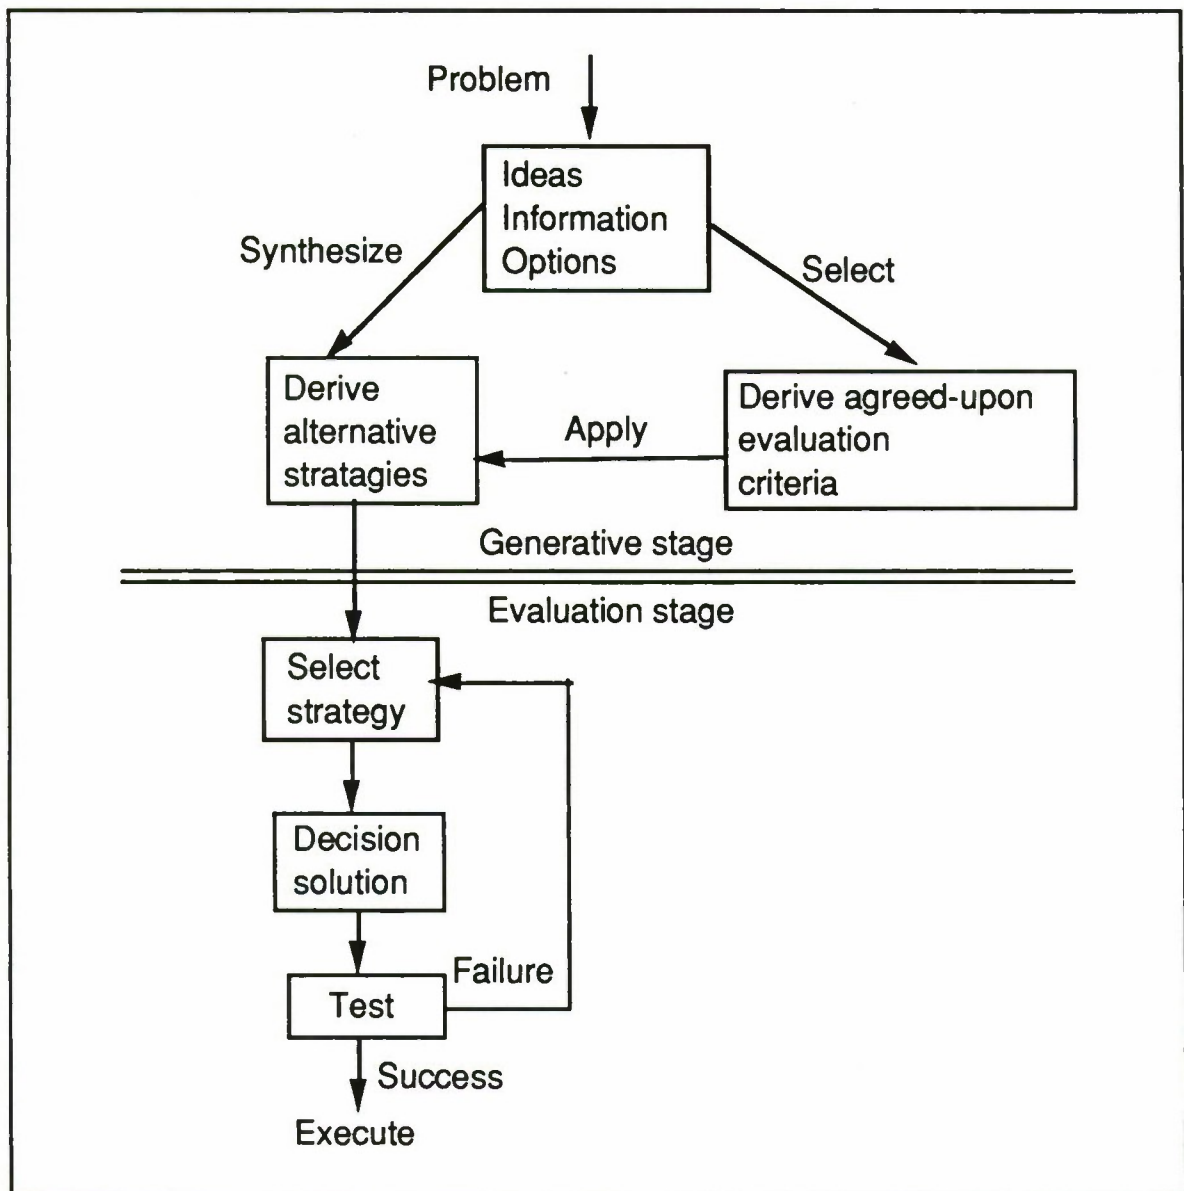 Problem
Ideas
Information
Options
Synthesize
Select
Derive
alternative
stratagies
Apply
Derive agreed-upon
evaluation
criteria
Generative stage
Evaluation stage
Select
strategy
Decision
solution
Failure
Test
Success
Execute